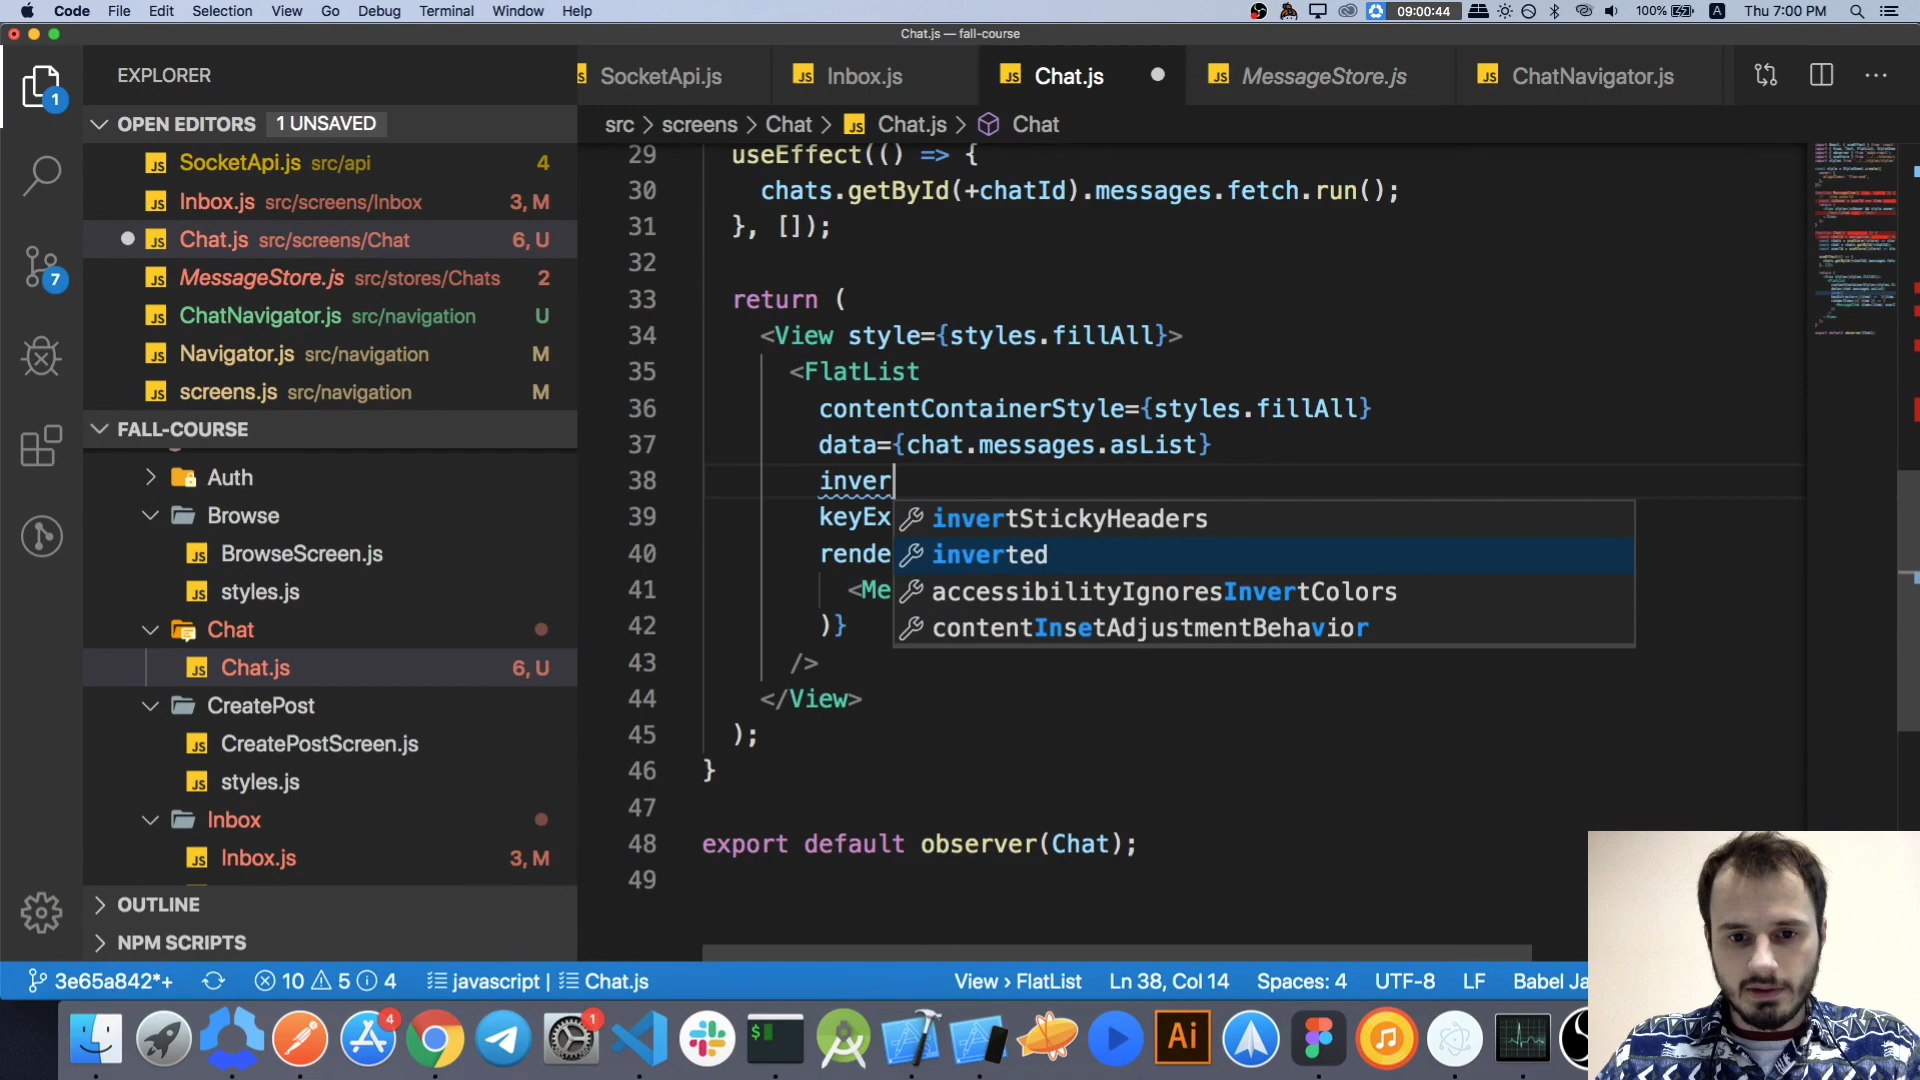 Code File Edit Selection View Go Debug Terminal Window Help 09:00:44 100% A Thu 7:00 PM
Chat.js — fall-course
EXPLORER
1
OPEN EDITORS 1 UNSAVED
SocketApi.js src/api 4
Inbox.js src/screens/Inbox 3, M
Chat.js src/screens/Chat 6, U
MessageStore.js src/stores/Chats 2
7
ChatNavigator.js src/navigation U
Navigator.js src/navigation M
screens.js src/navigation M
FALL-COURSE
Auth
Browse
BrowseScreen.js
styles.js
Chat
Chat.js 6, U
CreatePost
CreatePostScreen.js
styles.js
Inbox
Inbox.js 3, M
OUTLINE
NPM SCRIPTS
SocketApi.js Inbox.js Chat.js MessageStore.js ChatNavigator.js
src > screens > Chat > Chat.js > Chat
29 useEffect(() => {
30 chats.getById(+chatId).messages.fetch.run();
31 }, []);
32
33 return (
34 <View style={styles.fillAll}>
35 <FlatList
36 contentContainerStyle={styles.fillAll}
37 data={chat.messages.asList}
38 inver
39 keyEx
40 rende
41 <Me
42 )}
43 />
44 </View>
45 );
46 }
47
48 export default observer(Chat);
49
invertStickyHeaders
inverted
accessibilityIgnoresInvertColors
contentInsetAdjustmentBehavior
3e65a842*+ 10 5 4 javascript | Chat.js View › FlatList Ln 38, Col 14 Spaces: 4 UTF-8 LF Babel Ja
4 1 $ Ai